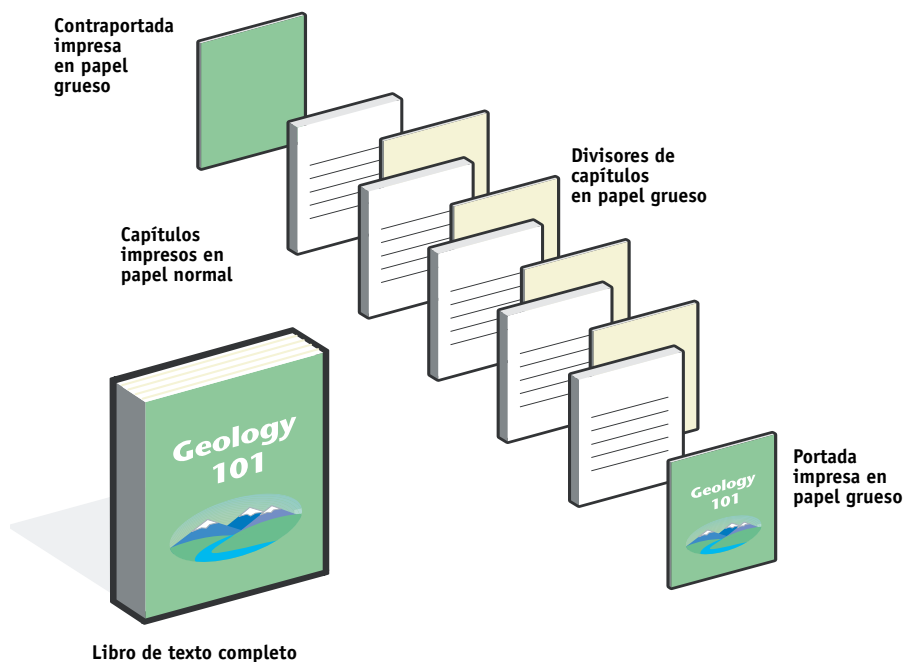 Contraportada
impresa
en papel
grueso
Divisores de
capítulos
en papel grueso
Capítulos
impresos en
papel normal
Geology
101
Portada
impresa en
papel grueso
Geology
101
Libro de texto completo